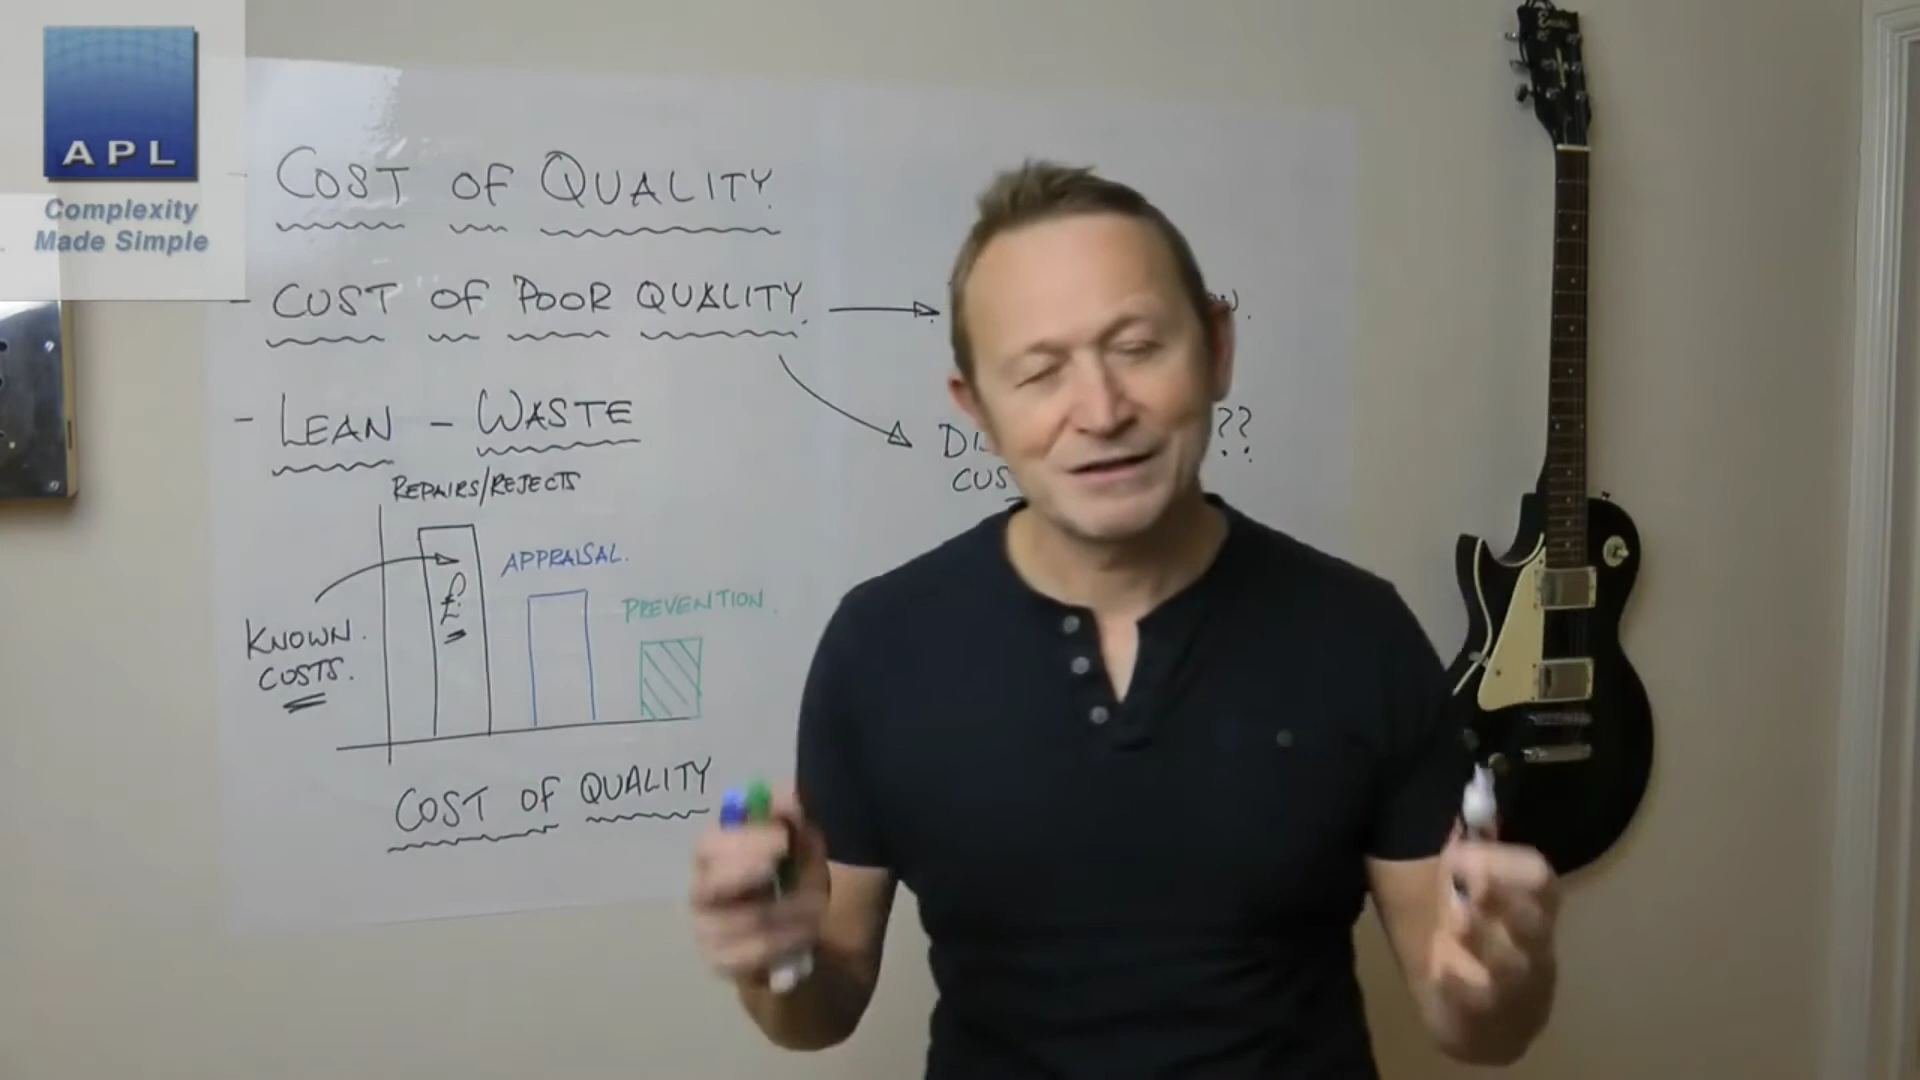 APL
Complexity
Made Simple
- COST OF QUALITY.
- COST OF POOR QUALITY.
- LEAN - WASTE
??
CUS
REPAIRS/REJECTS
APPRAISAL.
£
PREVENTION.
KNOWN.
COSTS.
COST OF QUALITY